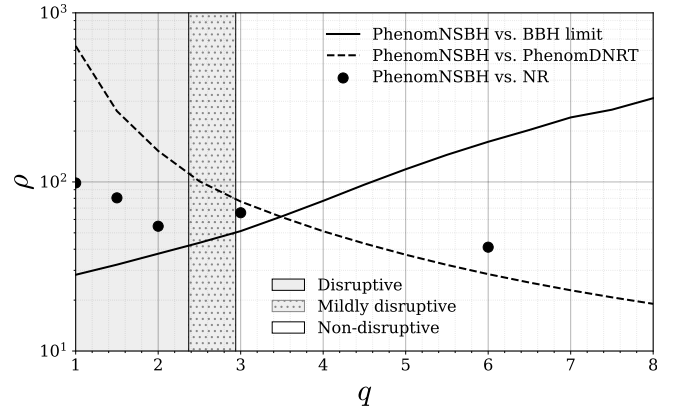 10³
PhenomNSBH vs. BBH limit
PhenomNSBH vs. PhenomDNRT
PhenomNSBH vs. NR
10²
ρ
Disruptive
Mildly disruptive
Non-disruptive
10¹
1 2 3 4 5 6 7 8
q